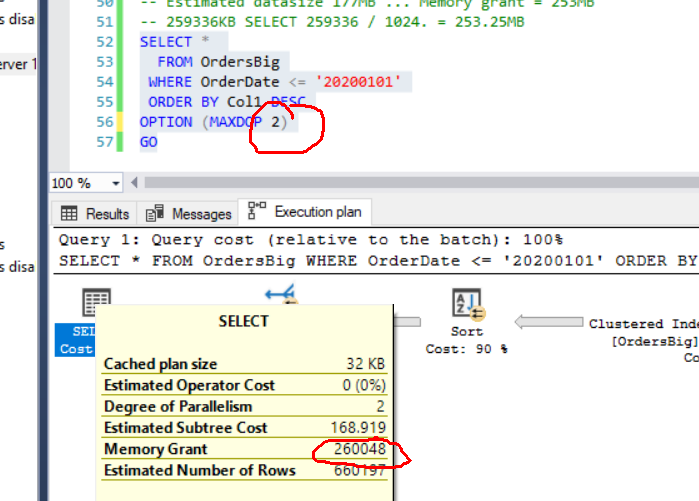 50 -- Estimated datasize 177MB ... Memory grant = 253MB
s disa
51 -- 259336KB SELECT 259336 / 1024. = 253.25MB
52 SELECT *
erver 1
53 FROM OrdersBig
54 WHERE OrderDate <= '20200101'
55 ORDER BY Col1 DESC
56 OPTION (MAXDOP 2)
57 GO
100 %
Results Messages Execution plan
s
Query 1: Query cost (relative to the batch): 100%
s disa
SELECT * FROM OrdersBig WHERE OrderDate <= '20200101' ORDER BY
SELECT
SEL
Sort
Clustered Inde
Cost
Cost: 90 %
[OrdersBig]
Co
Cached plan size 32 KB
Estimated Operator Cost 0 (0%)
Degree of Parallelism 2
Estimated Subtree Cost 168.919
Memory Grant 260048
Estimated Number of Rows 660197